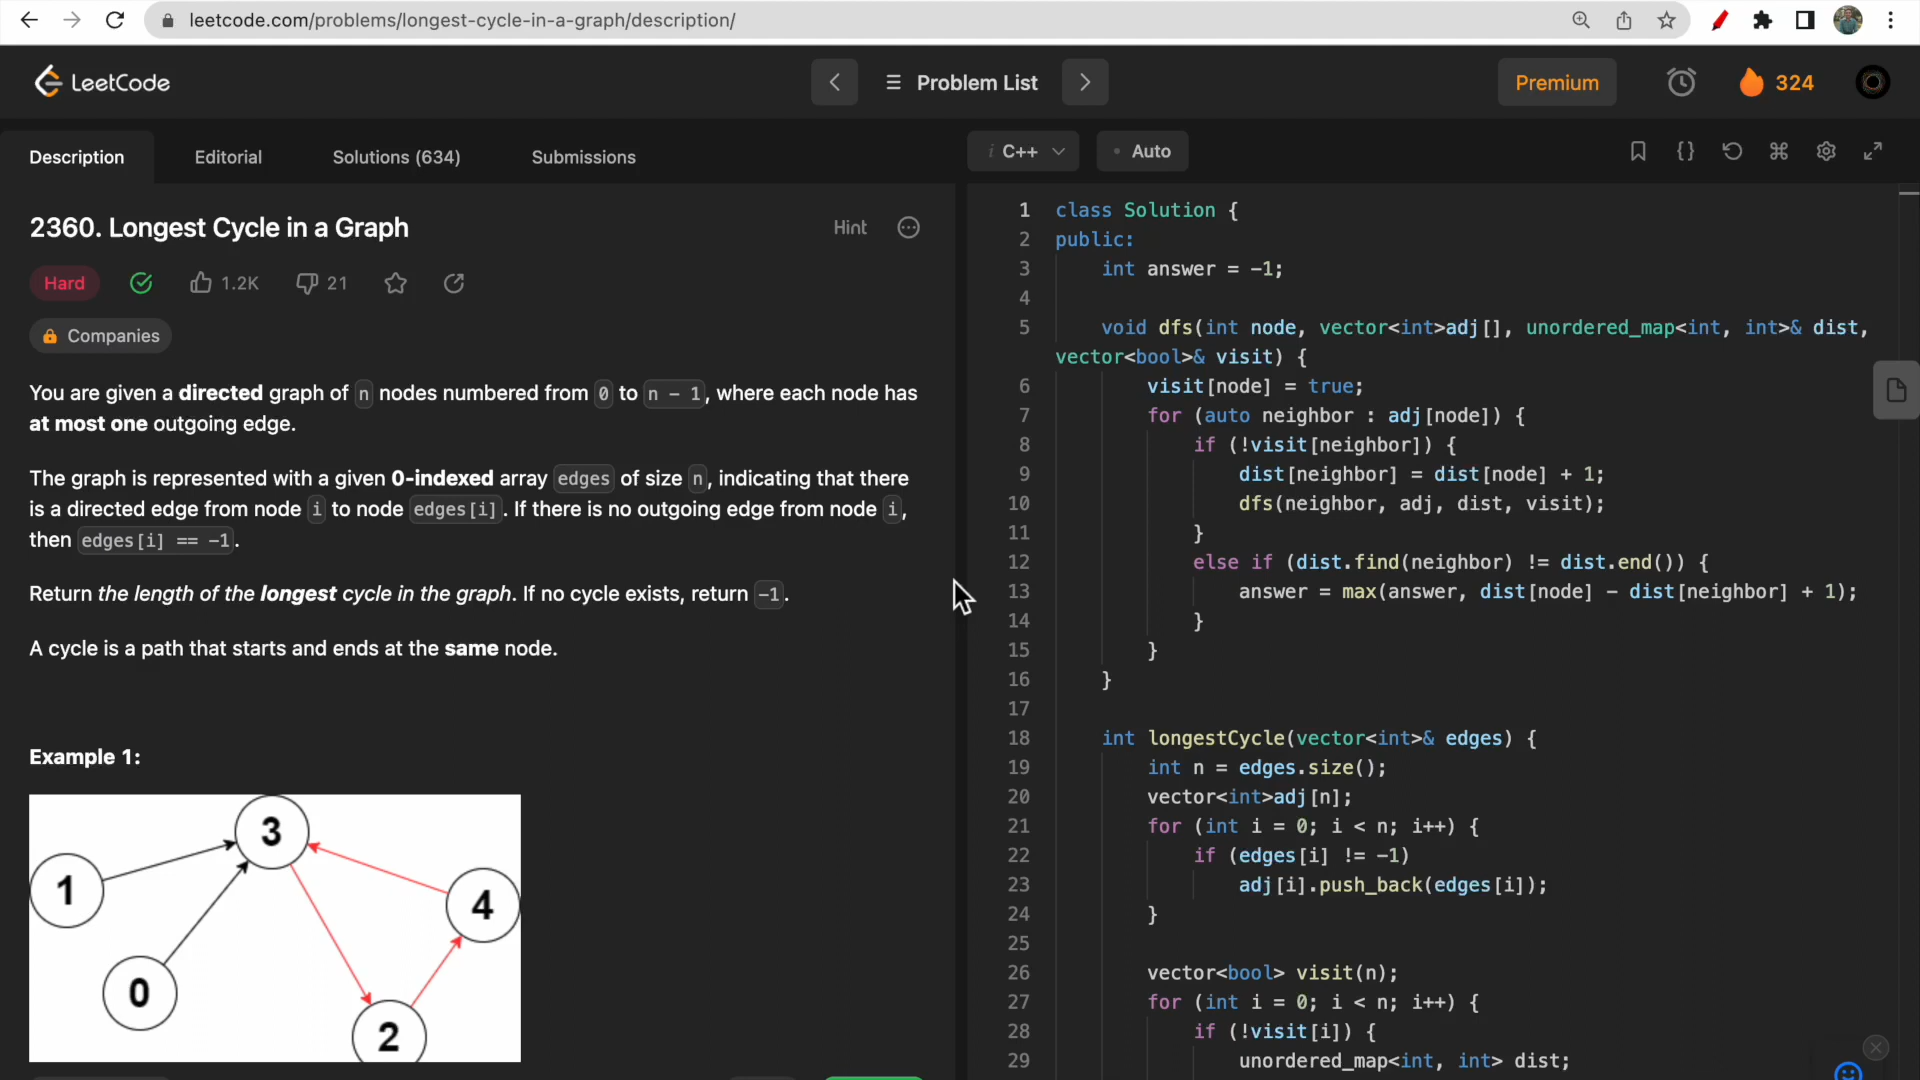 leetcode.com/problems/longest-cycle-in-a-graph/description/
LeetCode
Problem List
Premium
324
Description
Editorial
Solutions (634)
Submissions
i C++
• Auto
2360. Longest Cycle in a Graph
Hint
Hard
1.2K
21
Companies
You are given a directed graph of n nodes numbered from 0 to n - 1, where each node has
at most one outgoing edge.
The graph is represented with a given 0-indexed array edges of size n, indicating that there
is a directed edge from node i to node edges[i]. If there is no outgoing edge from node i,
then edges[i] == -1.
Return the length of the longest cycle in the graph. If no cycle exists, return -1.
A cycle is a path that starts and ends at the same node.
Example 1:
3
1
4
0
2
1 class Solution {
2 public:
3 int answer = -1;
4
5 void dfs(int node, vector<int>adj[], unordered_map<int, int>& dist,
vector<bool>& visit) {
6 visit[node] = true;
7 for (auto neighbor : adj[node]) {
8 if (!visit[neighbor]) {
9 dist[neighbor] = dist[node] + 1;
10 dfs(neighbor, adj, dist, visit);
11 }
12 else if (dist.find(neighbor) != dist.end()) {
13 answer = max(answer, dist[node] - dist[neighbor] + 1);
14 }
15 }
16 }
17
18 int longestCycle(vector<int>& edges) {
19 int n = edges.size();
20 vector<int>adj[n];
21 for (int i = 0; i < n; i++) {
22 if (edges[i] != -1)
23 adj[i].push_back(edges[i]);
24 }
25
26 vector<bool> visit(n);
27 for (int i = 0; i < n; i++) {
28 if (!visit[i]) {
29 unordered_map<int, int> dist;